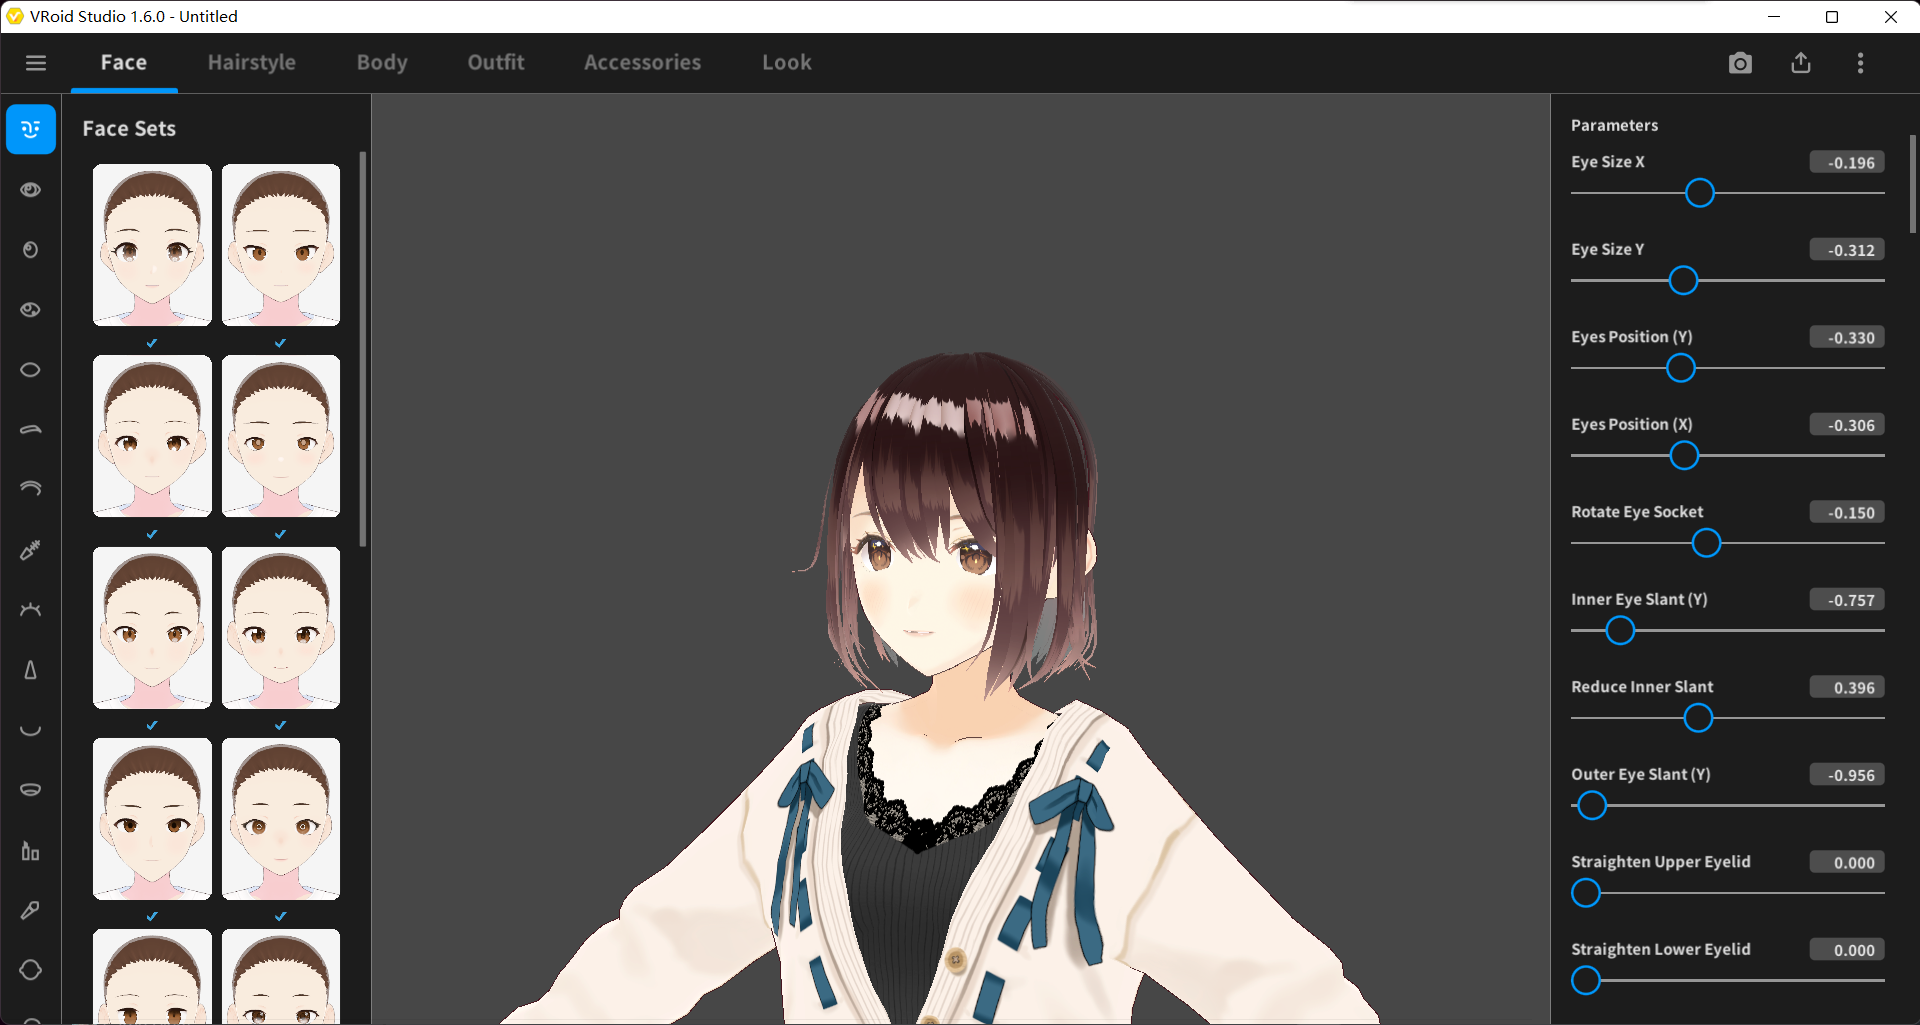 VRoid Studio 1.6.0 - Untitled
Face Hairstyle Body Outfit Accessories Look
Face Sets
Parameters
Eye Size X -0.196
Eye Size Y -0.312
Eyes Position (Y) -0.330
Eyes Position (X) -0.306
Rotate Eye Socket -0.150
Inner Eye Slant (Y) -0.757
Reduce Inner Slant 0.396
Outer Eye Slant (Y) -0.956
Straighten Upper Eyelid 0.000
Straighten Lower Eyelid 0.000